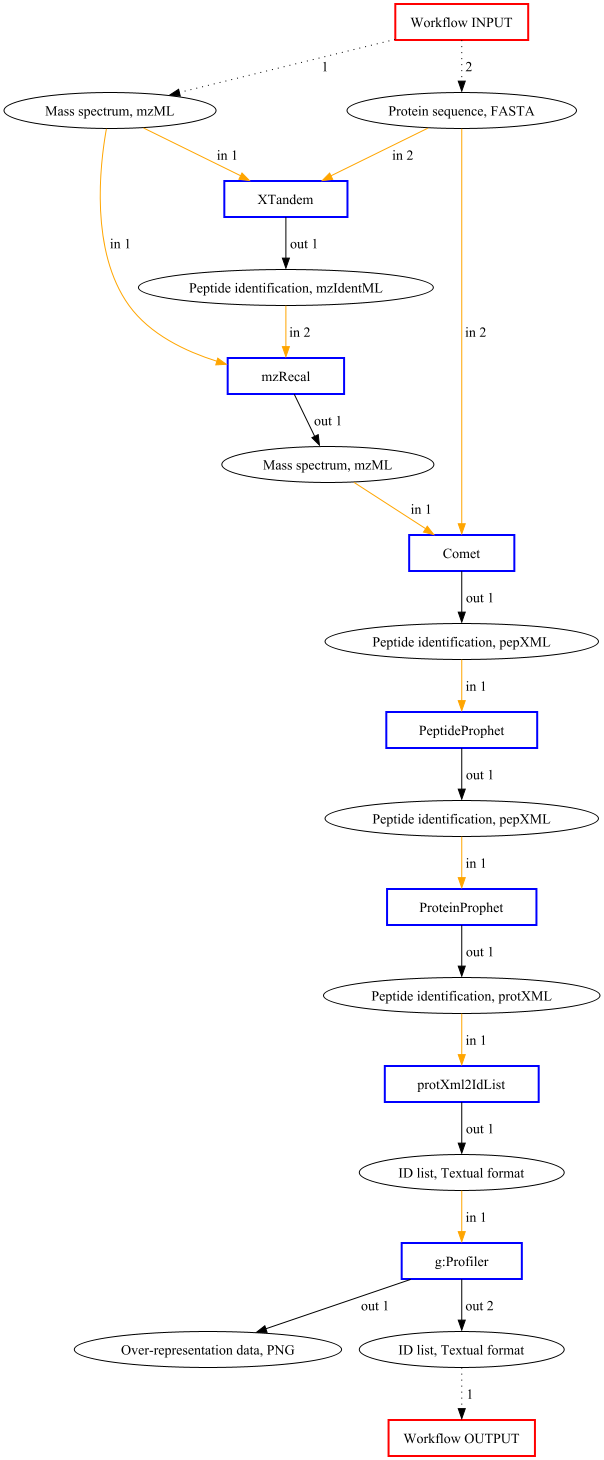 Workflow INPUT
1
2
Mass spectrum, mzML
Protein sequence, FASTA
in 1
in 2
XTandem
in 1
out 1
Peptide identification, mzIdentML
in 2
in 2
mzRecal
out 1
Mass spectrum, mzML
in 1
Comet
out 1
Peptide identification, pepXML
in 1
PeptideProphet
out 1
Peptide identification, pepXML
in 1
ProteinProphet
out 1
Peptide identification, protXML
in 1
protXml2IdList
out 1
ID list, Textual format
in 1
g:Profiler
out 1
out 2
Over-representation data, PNG
ID list, Textual format
1
Workflow OUTPUT